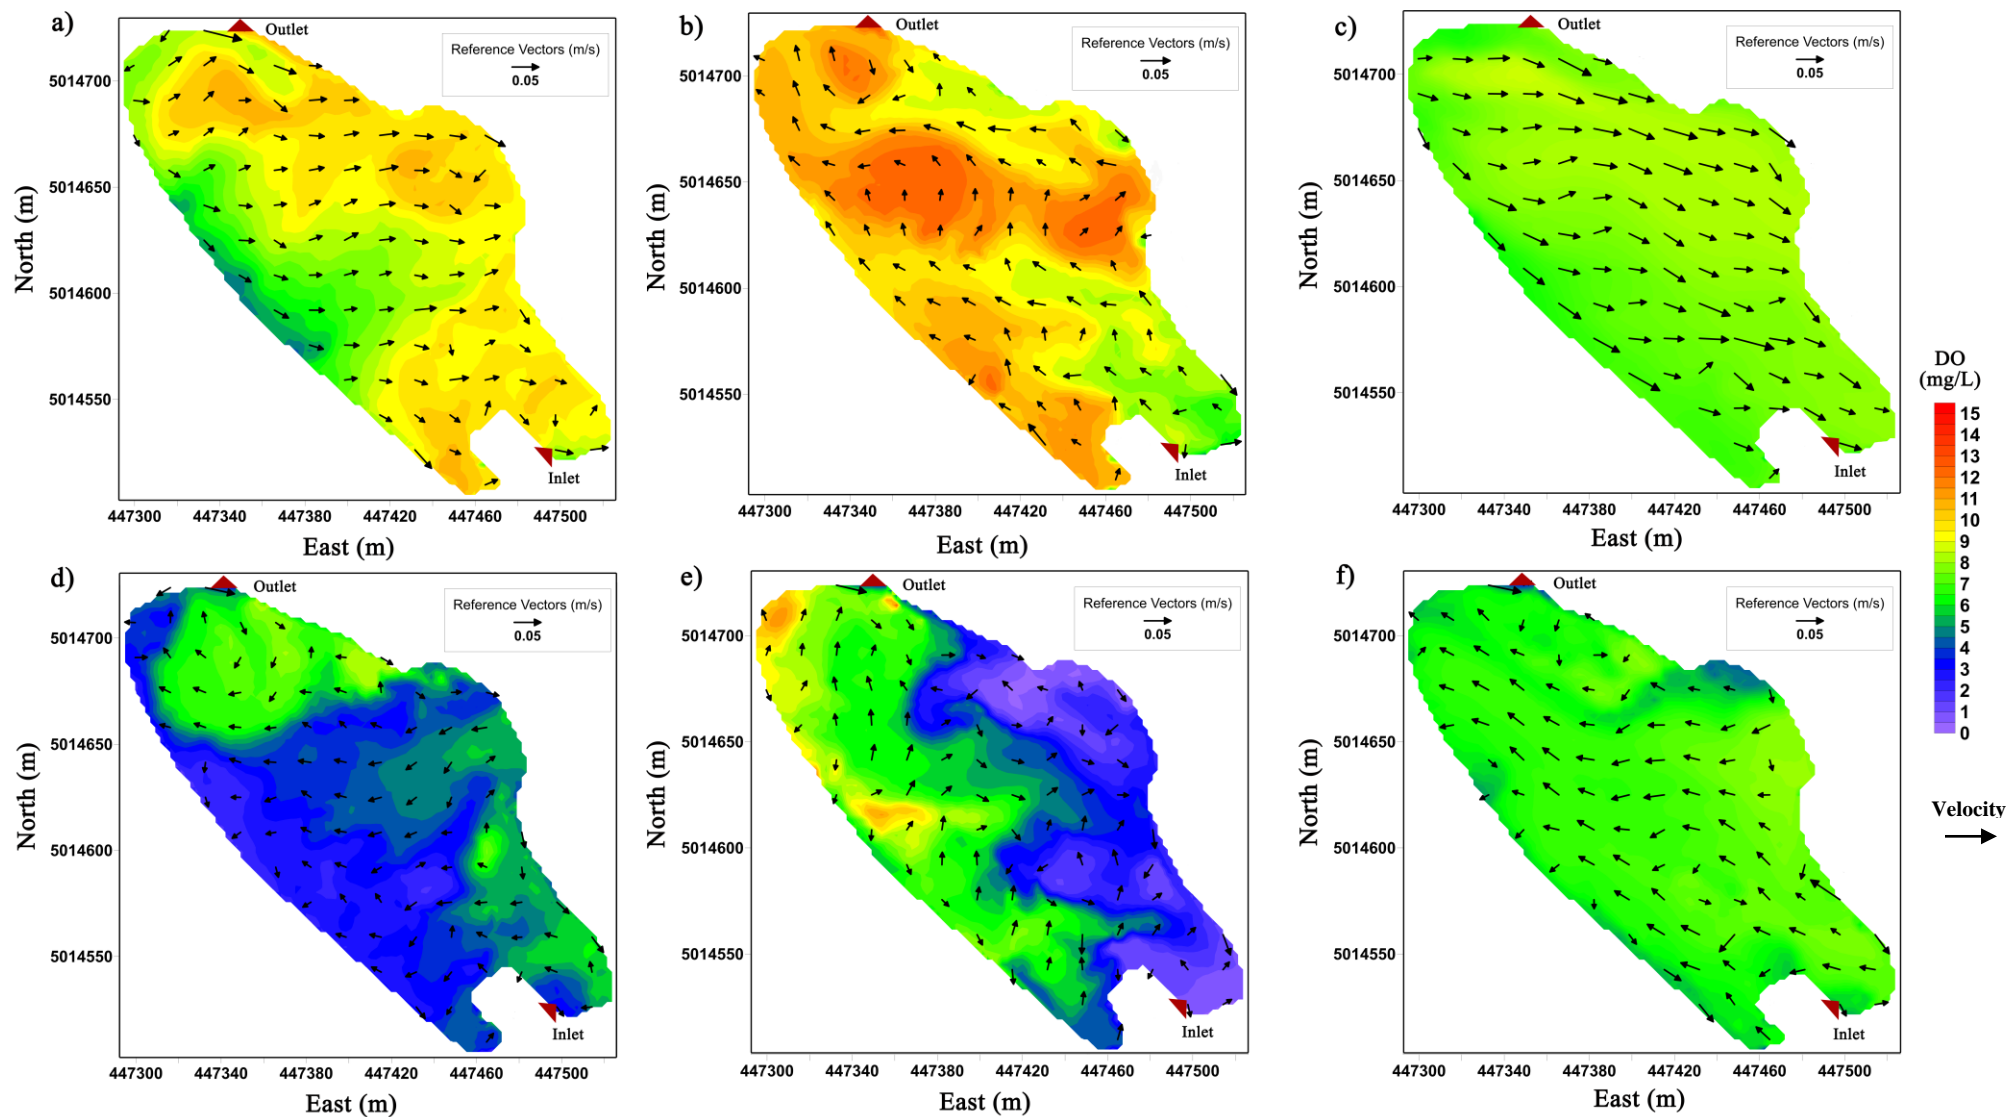 a)
Outlet
Reference Vectors (m/s)
0.05
5014700
5014650
5014600
5014550
North (m)
Inlet
447300 447340 447380 447420 447460 447500
East (m)
b)
Outlet
Reference Vectors (m/s)
0.05
5014700
5014650
5014600
5014550
North (m)
Inlet
447300 447340 447380 447420 447460 447500
East (m)
c)
Outlet
Reference Vectors (m/s)
0.05
5014700
5014650
5014600
5014550
North (m)
Inlet
447300 447340 447380 447420 447460 447500
East (m)
DO
(mg/L)
15
14
13
12
11
10
9
8
7
6
5
4
3
2
1
0
Velocity
d)
Outlet
Reference Vectors (m/s)
0.05
5014700
5014650
5014600
5014550
North (m)
Inlet
447300 447340 447380 447420 447460 447500
East (m)
e)
Outlet
Reference Vectors (m/s)
0.05
5014700
5014650
5014600
5014550
North (m)
Inlet
447300 447340 447380 447420 447460 447500
East (m)
f)
Outlet
Reference Vectors (m/s)
0.05
5014700
5014650
5014600
5014550
North (m)
Inlet
447300 447340 447380 447420 447460 447500
East (m)